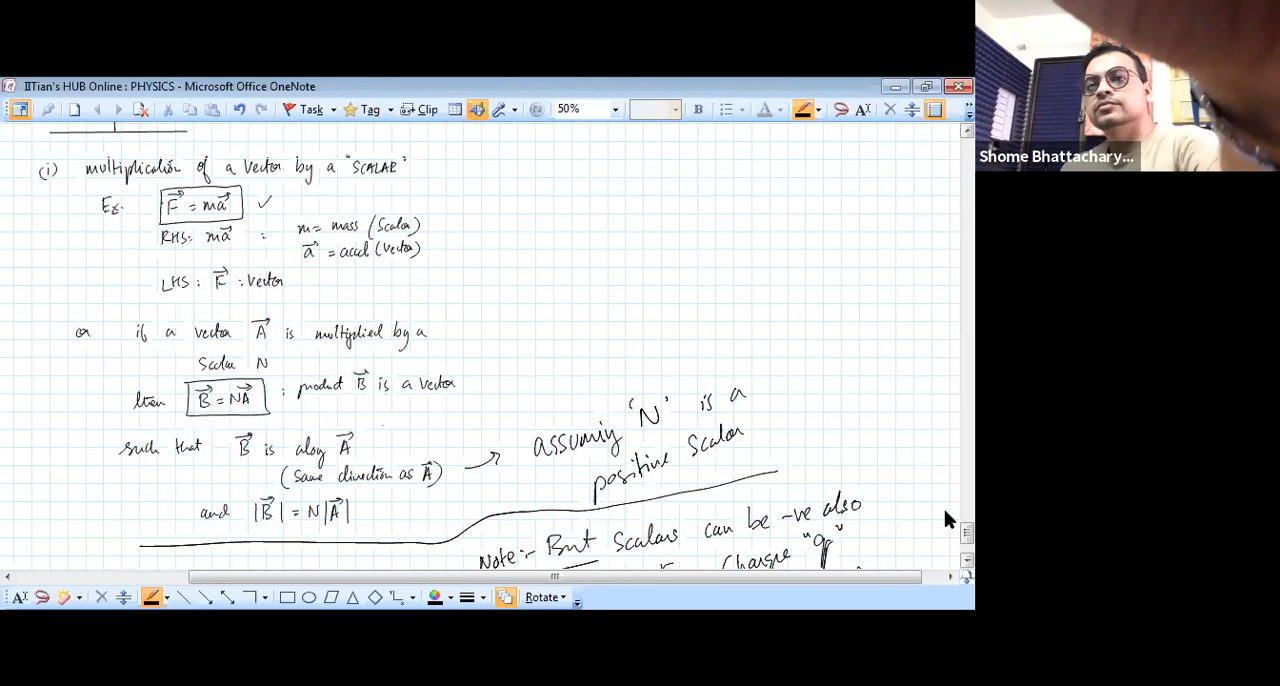 IITian's HUB Online : PHYSICS - Microsoft Office OneNote
Task Tag Clip 50% B A
(i) multiplication of a vector by a "SCALAR"
Ex. F⃗ = ma⃗ ✓
RHS: ma⃗ : m = mass (Scalar)
a⃗ = accl (vector)
LHS : F⃗ : vector
or if a vector A⃗ is multiplied by a
Scalar N
then B⃗ = NA⃗ : product B⃗ is a vector
such that B⃗ is along A⃗
(same direction as A⃗)
and |B⃗| = N|A⃗|
assuming 'N' is a
positive scalar
Note:- But Scalars can be -ve also
Charge "q"
Rotate
Shome Bhattachary...